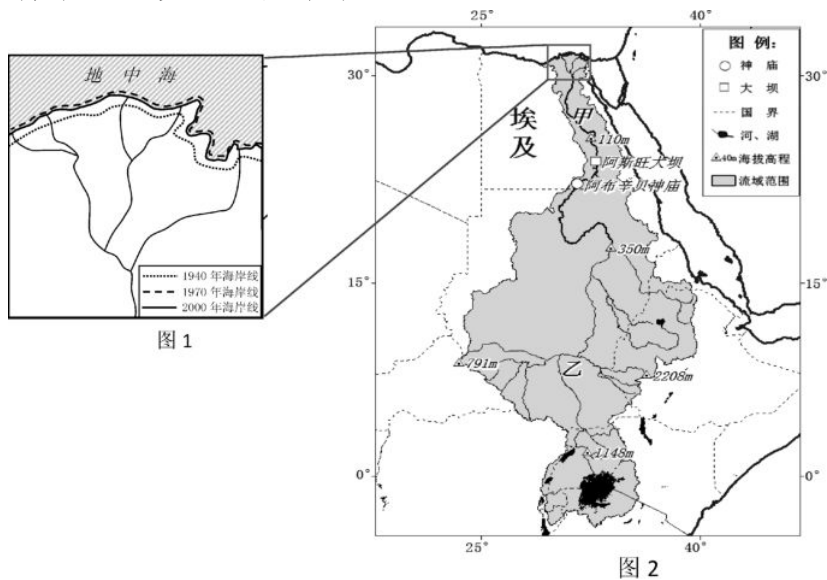 25°
40°
30°
30°
15°
15°
0°
0°
25°
40°
地中海
1940 年海岸线
1970 年海岸线
2000 年海岸线
图 1
埃及
甲
110m
阿斯旺大坝
阿布辛贝神庙
350m
791m
乙
2208m
1148m
图例：
神庙
大坝
国界
河、湖
40m 海拔高程
流域范围
图 2